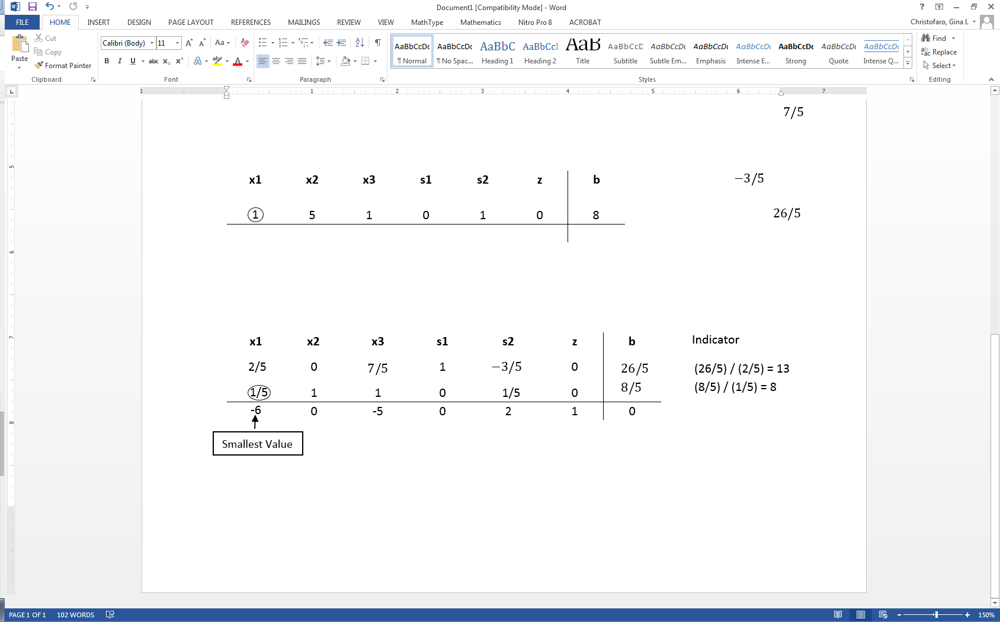 Document1 [Compatibility Mode] - Word
?
FILE HOME INSERT DESIGN PAGE LAYOUT REFERENCES MAILINGS REVIEW VIEW MathType Mathematics Nitro Pro 8 ACROBAT
Christofaro, Gina L
Paste
Cut
Copy
Format Painter
Clipboard
Calibri (Body) 11
Font
Paragraph
AaBbCcDc AaBbCcDc AaBbC AaBbCcI AaB AaBbCcD AaBbCcDc AaBbCcDc AaBbCcDc AaBbCcDc AaBbCcDc AaBbCcDc
¶ Normal ¶ No Spac... Heading 1 Heading 2 Title Subtitle Subtle Em... Emphasis Intense E... Strong Quote Intense Q...
Styles
Find
Replace
Select
Editing
1 1 2 3 4 5 6 7
7/5
x1 x2 x3 s1 s2 z b
−3/5
1 5 1 0 1 0 8
26/5
x1 x2 x3 s1 s2 z b Indicator
2/5 0 7/5 1 −3/5 0 26/5 (26/5) / (2/5) = 13
1/5 1 1 0 1/5 0 8/5 (8/5) / (1/5) = 8
-6 0 -5 0 2 1 0
Smallest Value
5
6
7
8
PAGE 1 OF 1 102 WORDS
150%